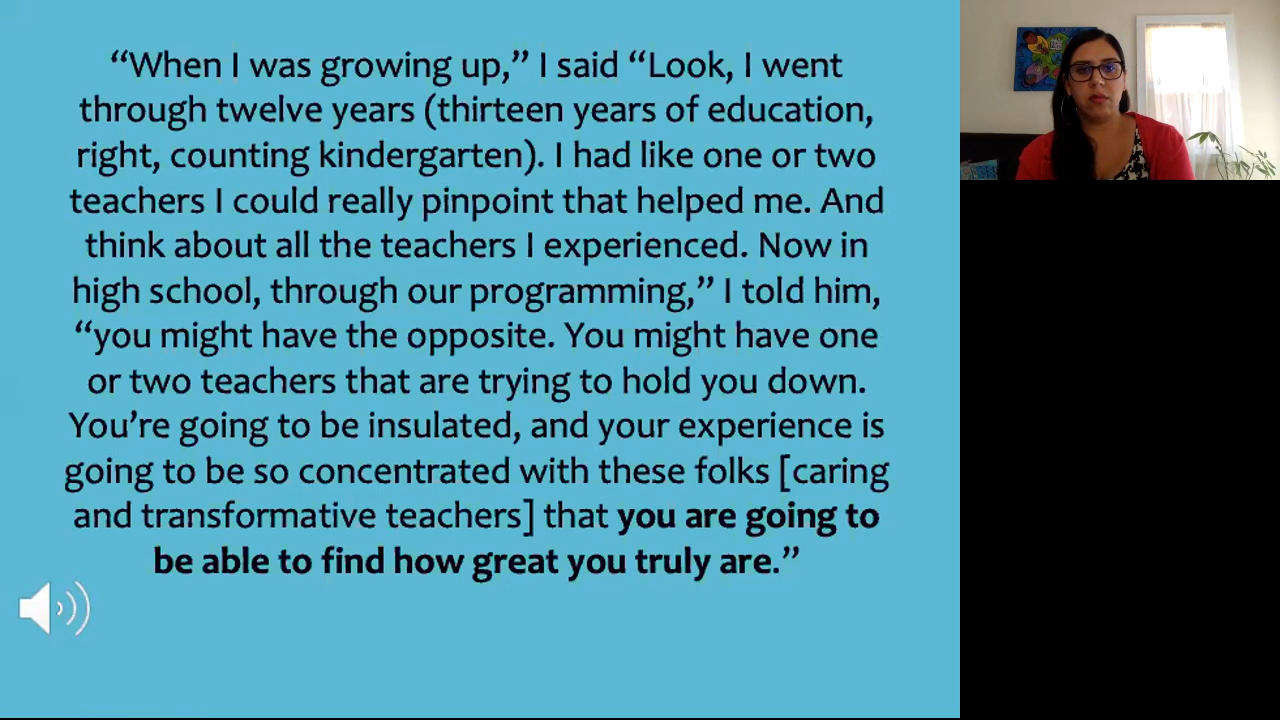 “When I was growing up,” I said “Look, I went
through twelve years (thirteen years of education,
right, counting kindergarten). I had like one or two
teachers I could really pinpoint that helped me. And
think about all the teachers I experienced. Now in
high school, through our programming,” I told him,
“you might have the opposite. You might have one
or two teachers that are trying to hold you down.
You’re going to be insulated, and your experience is
going to be so concentrated with these folks [caring
and transformative teachers] that you are going to
be able to find how great you truly are.”